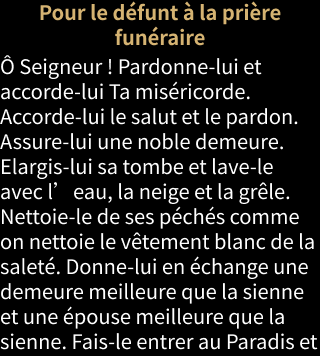 Pour le défunt à la prière
funéraire
Ô Seigneur ! Pardonne-lui et
accorde-lui Ta miséricorde.
Accorde-lui le salut et le pardon.
Assure-lui une noble demeure.
Elargis-lui sa tombe et lave-le
avec l’eau, la neige et la grêle.
Nettoie-le de ses péchés comme
on nettoie le vêtement blanc de la
saleté. Donne-lui en échange une
demeure meilleure que la sienne
et une épouse meilleure que la
sienne. Fais-le entrer au Paradis et